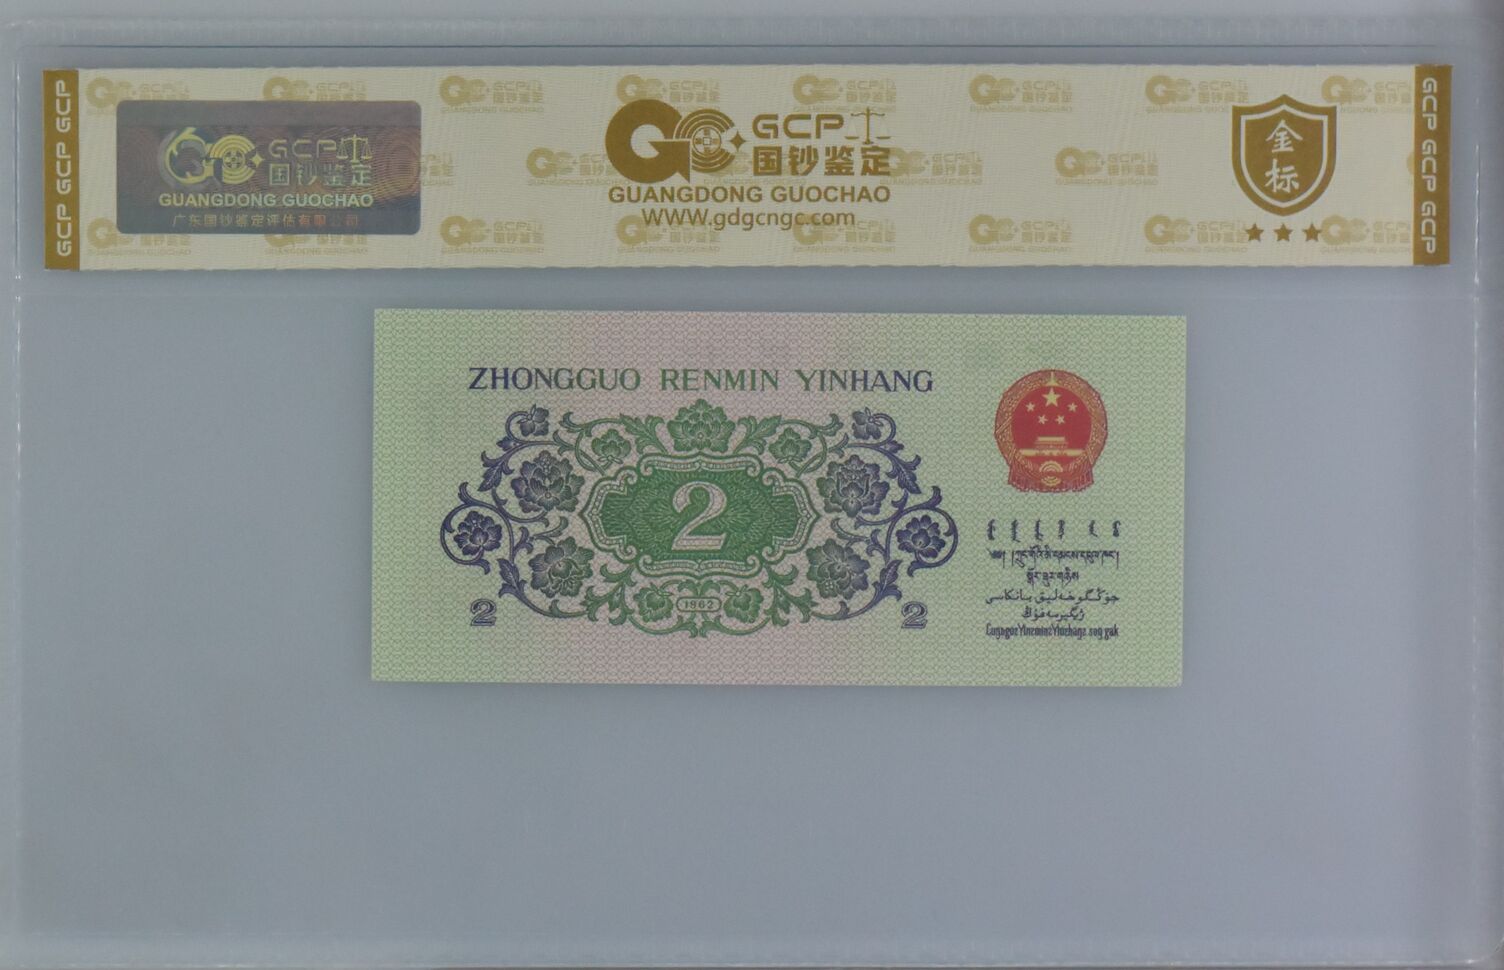 GCP GCP GCP
GCP
国钞鉴定
GUANGDONG GUOCHAO
广东国钞鉴定评估有限公司
GCP
国钞鉴定
GUANGDONG GUOCHAO
WWW.gdgcngc.com
金标
GCP GCP GCP
ZHONGGUO RENMIN YINHANG
2
1962
2
2